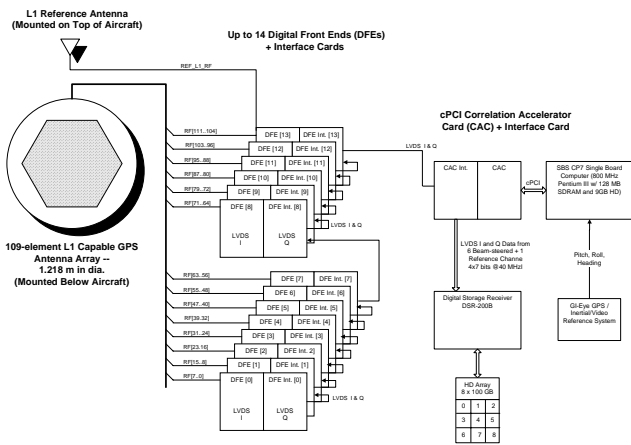 L1 Reference Antenna
(Mounted on Top of Aircraft)
Up to 14 Digital Front Ends (DFEs)
+ Interface Cards
REF_L1_RF
cPCI Correlation Accelerator
Card (CAC) + Interface Card
RF[111..104]
DFE [13]
DFE Int. [13]
RF[103..96]
DFE [12]
DFE Int. [12]
RF[95..88]
DFE [11]
DFE Int. [11]
RF[87..80]
DFE [10]
DFE Int. [10]
RF[79..72]
DFE [9]
DFE Int. [9]
RF[71..64]
DFE [8]
DFE Int. [8]
LVDS
I
LVDS
Q
LVDS I & Q
LVDS I & Q
CAC Int.
CAC
cPCI
SBS CP7 Single Board
Computer (800 MHz
Pentium III w/ 128 MB
SDRAM and 9GB HD)
109-element L1 Capable GPS
Antenna Array --
1.218 m in dia.
(Mounted Below Aircraft)
LVDS I and Q Data from
6 Beam-steered + 1
Reference Channe
4x7 bits @40 MHz)
Pitch, Roll,
Heading
RF[63..56]
DFE [7]
DFE Int. [7]
RF[55..48]
DFE 6]
DFE Int. [6]
RF[47..40]
DFE [5]
DFE Int. [5]
RF[39.32]
DFE [4]
DFE Int. [4]
RF[31..24]
DFE [3]
DFE Int. [3]
RF[23.16]
DFE [2]
DFE Int. 2]
RF[15..8]
DFE [1]
DFE Int. [1]
RF[7..0]
DFE [0]
DFE Int. [0]
LVDS
I
LVDS
Q
LVDS I & Q
Digital Storage Receiver
DSR-200B
GI-Eye GPS /
Inertial/Video
Reference System
HD Array
8 x 100 GB
0 1 2
3 4 5
6 7 8